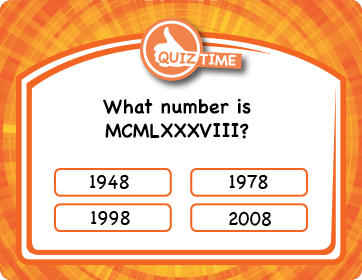 QUIZ TIME
What number is
MCMLXXXVIII?
1948 1978
1998 2008